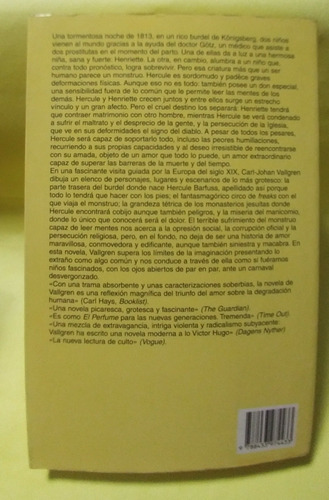 Una tormentosa noche de 1813, en un rico burdel de Königsberg, dos niños
vienen al mundo gracias a la ayuda del doctor Götz, un médico que asiste a
dos prostitutas en el momento del parto. Una de ellas da a luz a una hermosa
niña, sana y fuerte: Henriette. La otra, en cambio, alumbra a un niño que,
contra todo pronóstico, logra sobrevivir. Pero esa criatura más que un ser
humano parece un monstruo. Hercule es sordomudo y padece graves
deformaciones físicas. Aunque eso no es todo: también posee un don especial,
una sensibilidad fuera de lo común que le permite leer las mentes de los
demás. Hercule y Henriette crecen juntos y entre ellos surge un estrecho
vínculo y un gran afecto. Pero el cruel destino los separará: Henriette tendrá
que contraer matrimonio con otro hombre, mientras Hercule se verá condenado
a sufrir el maltrato y el desprecio de la gente, y la persecución de la Iglesia,
que ve en sus deformidades el signo del diablo. A pesar de todos los pesares,
Hercule será capaz de soportarlo todo, incluso las peores humillaciones,
recurriendo a sus propias capacidades y al deseo irresistible de reencontrarse
con su amada, objeto de un amor que todo lo puede, un amor extraordinario
capaz de superar las barreras de la muerte y del tiempo.
En una fascinante visita guiada por la Europa del siglo XIX, Carl-Johan Vallgren
dibuja un elenco de personajes, lugares y escenarios de lo más grotesco: la
parte trasera del burdel donde nace Hercule Barfuss, apellidado así porque
todo lo tendrá que hacer con los pies; el fantasmagórico circo de freaks con el
que viaja el monstruo; la grandeza tétrica de los monasterios jesuitas donde
Hercule encontrará cobijo aunque también peligros, y la miseria del manicomio,
donde lo único que conocerá será el dolor. El terrible sufrimiento del monstruo
capaz de leer mentes nos acerca a la opresión social, la corrupción oficial y la
persecución religiosa, pero, en el fondo, no deja de ser una historia de amor
maravillosa, conmovedora y edificante, aunque también siniestra y macabra. En
esta novela, Vallgren supera los límites de la imaginación presentando lo
extraño como algo común y nos conduce a través de ella como si fuéramos
niños fascinados, con los ojos abiertos de par en par, ante un carnaval
desvergonzado.
«Con una trama absorbente y unas caracterizaciones soberbias, la novela de
Vallgren es una reflexión magnífica del triunfo del amor sobre la degradación
humana» (Carl Hays, Booklist).
«Una novela picaresca, grotesca y fascinante» (The Guardian).
«Es como El Perfume para las nuevas generaciones. Tremenda» (Time Out).
«Una mezcla de extravagancia, intriga violenta y radicalismo subyacente:
Vallgren ha escrito una novela moderna a lo Victor Hugo» (Dagens Nyther)
«La nueva lectura de culto» (Vogue).